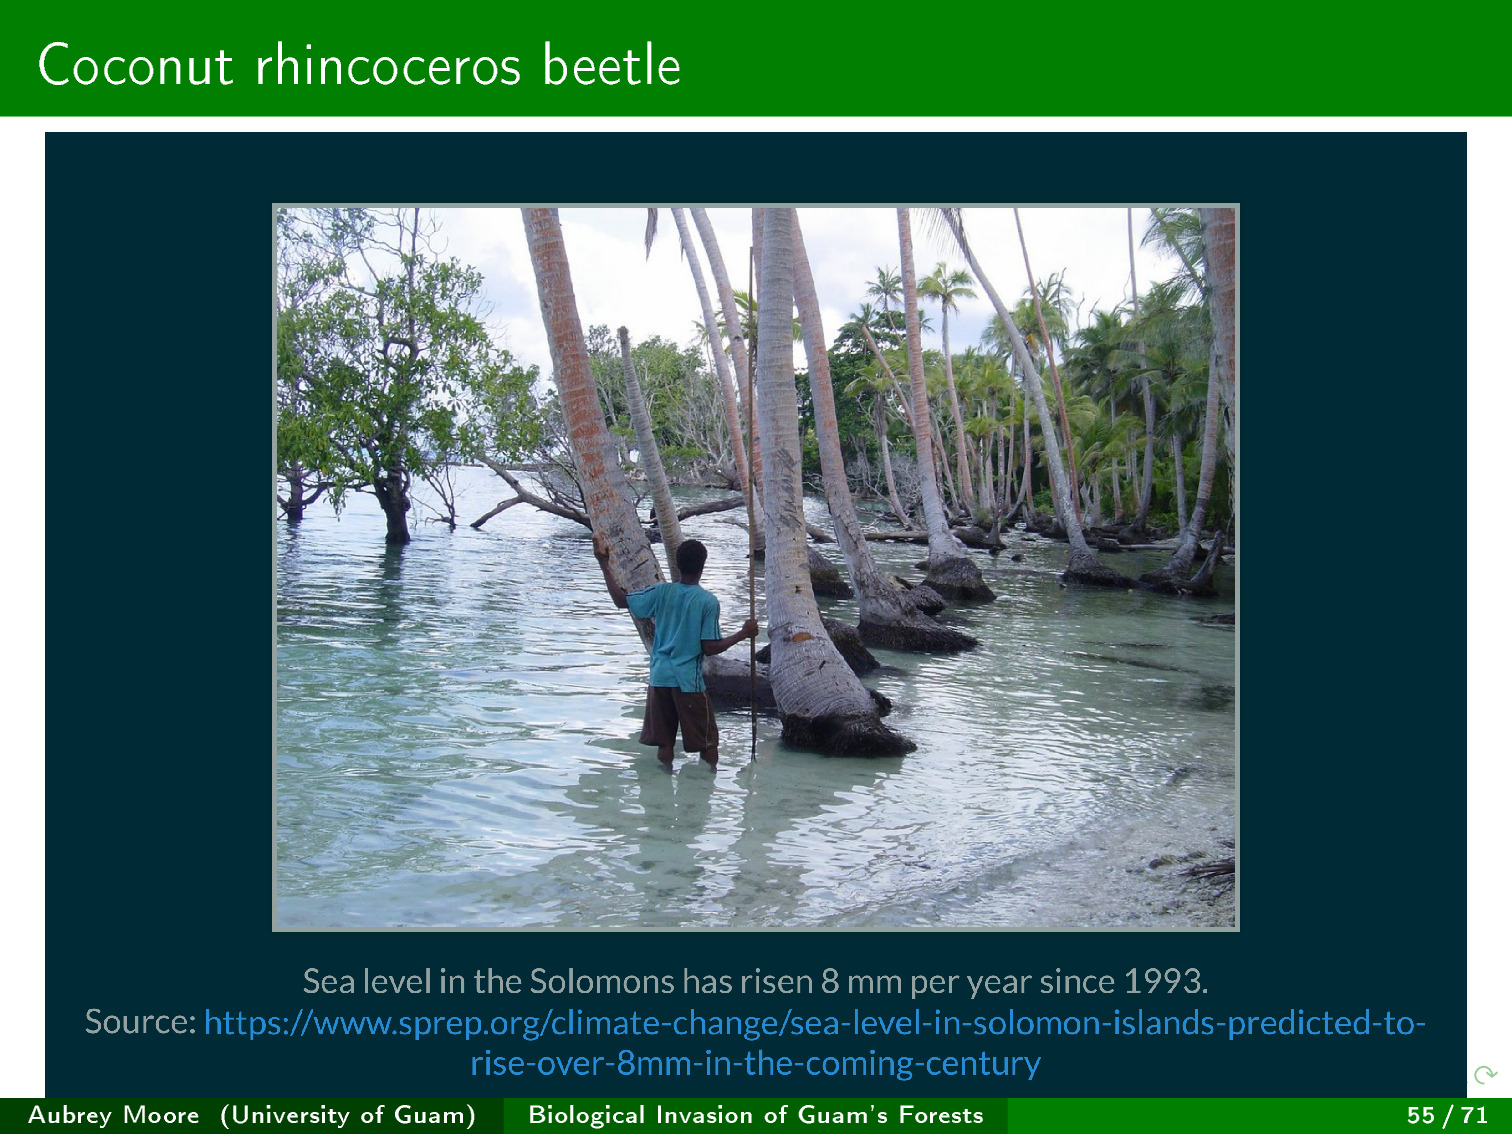 Coconut rhincoceros beetle
Sea level in the Solomons has risen 8 mm per year since 1993.
Source: https://www.sprep.org/climate-change/sea-level-in-solomon-islands-predicted-to-
rise-over-8mm-in-the-coming-century
Aubrey Moore (University of Guam) Biological Invasion of Guam's Forests 55 / 71